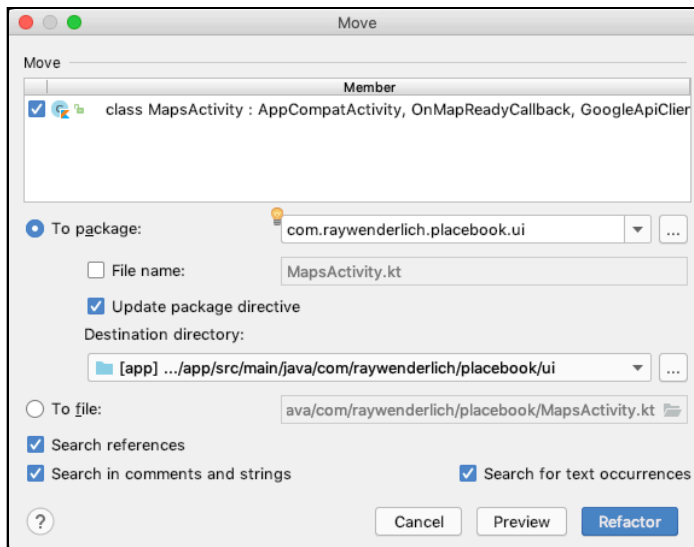 Move
Move
Member
class MapsActivity : AppCompatActivity, OnMapReadyCallback, GoogleApiClier
To package:
com.raywenderlich.placebook.ui
...
File name:
MapsActivity.kt
Update package directive
Destination directory:
[app] .../app/src/main/java/com/raywenderlich/placebook/ui
...
To file:
ava/com/raywenderlich/placebook/MapsActivity.kt
Search references
Search in comments and strings
Search for text occurrences
?
Cancel
Preview
Refactor